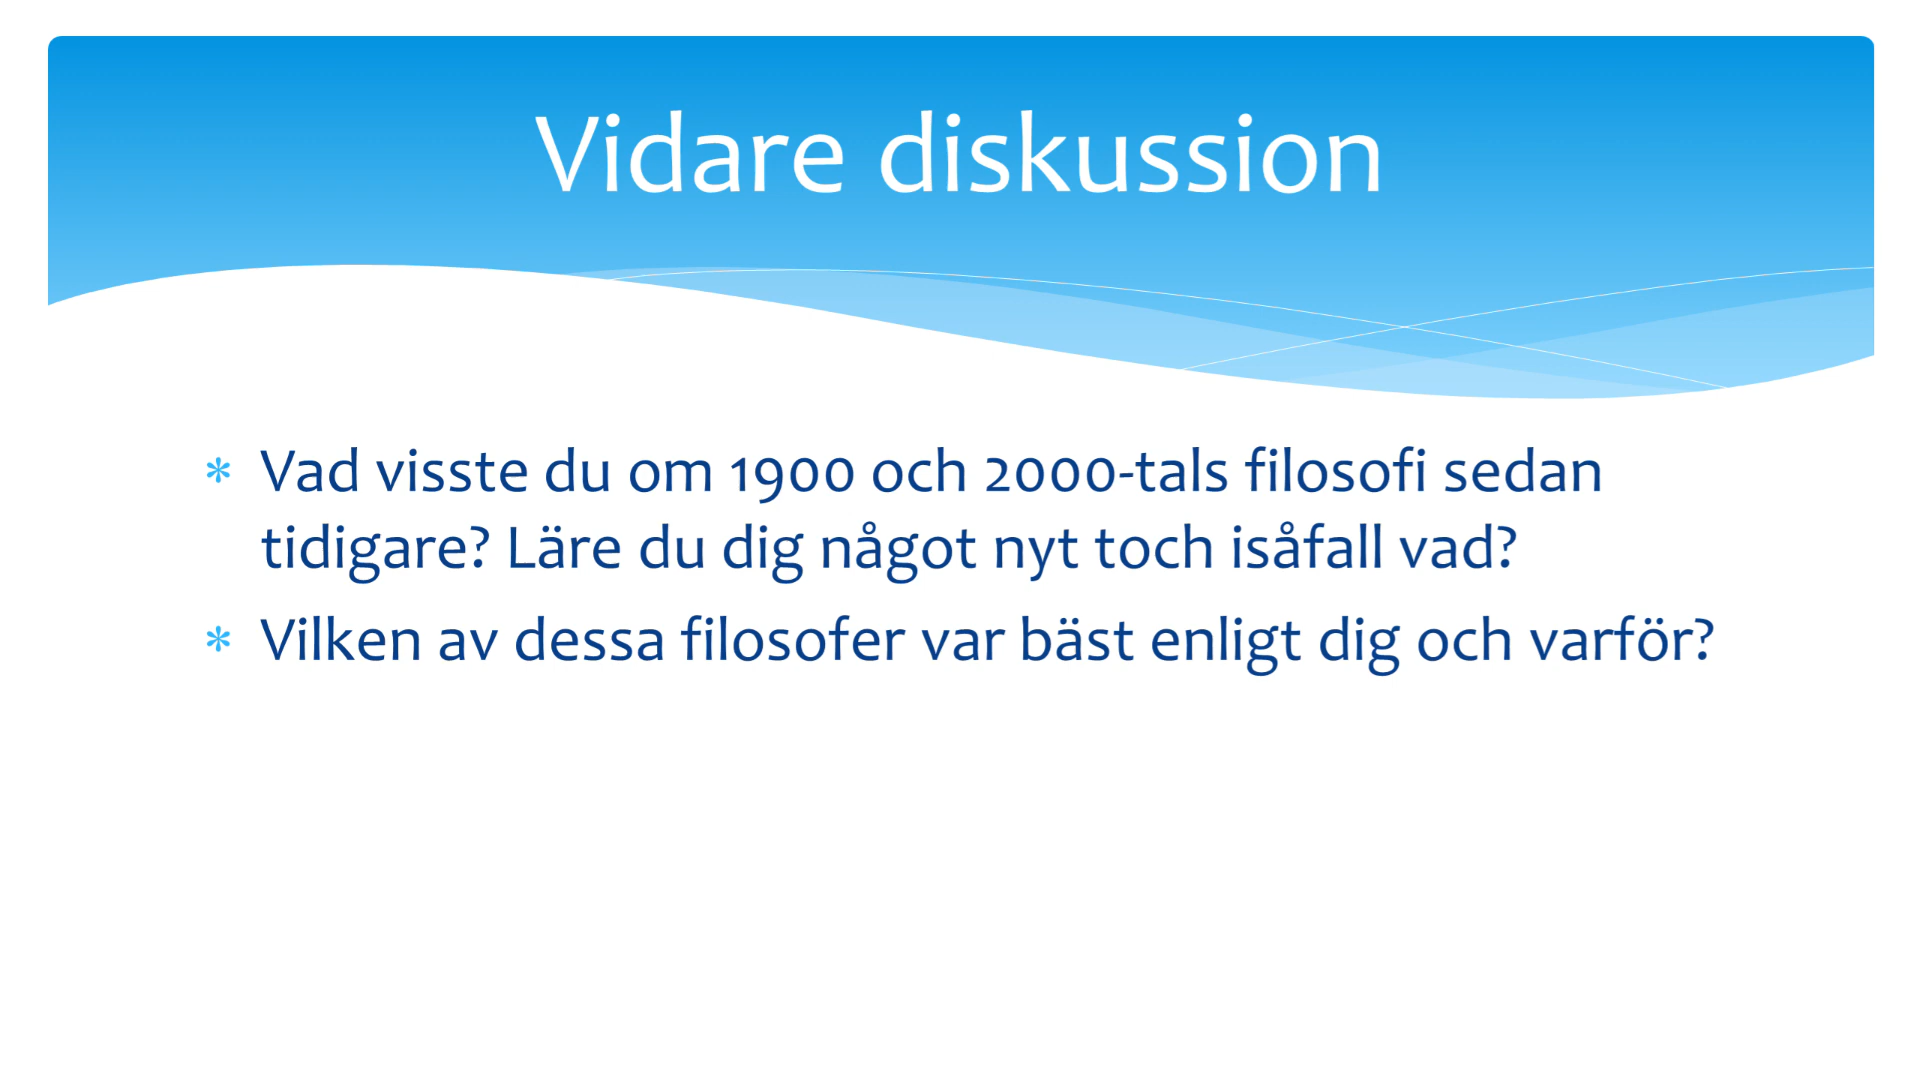 Vidare diskussion
* Vad visste du om 1900 och 2000-tals filosofi sedan
tidigare? Läre du dig något nyt toch isåfall vad?
* Vilken av dessa filosofer var bäst enligt dig och varför?